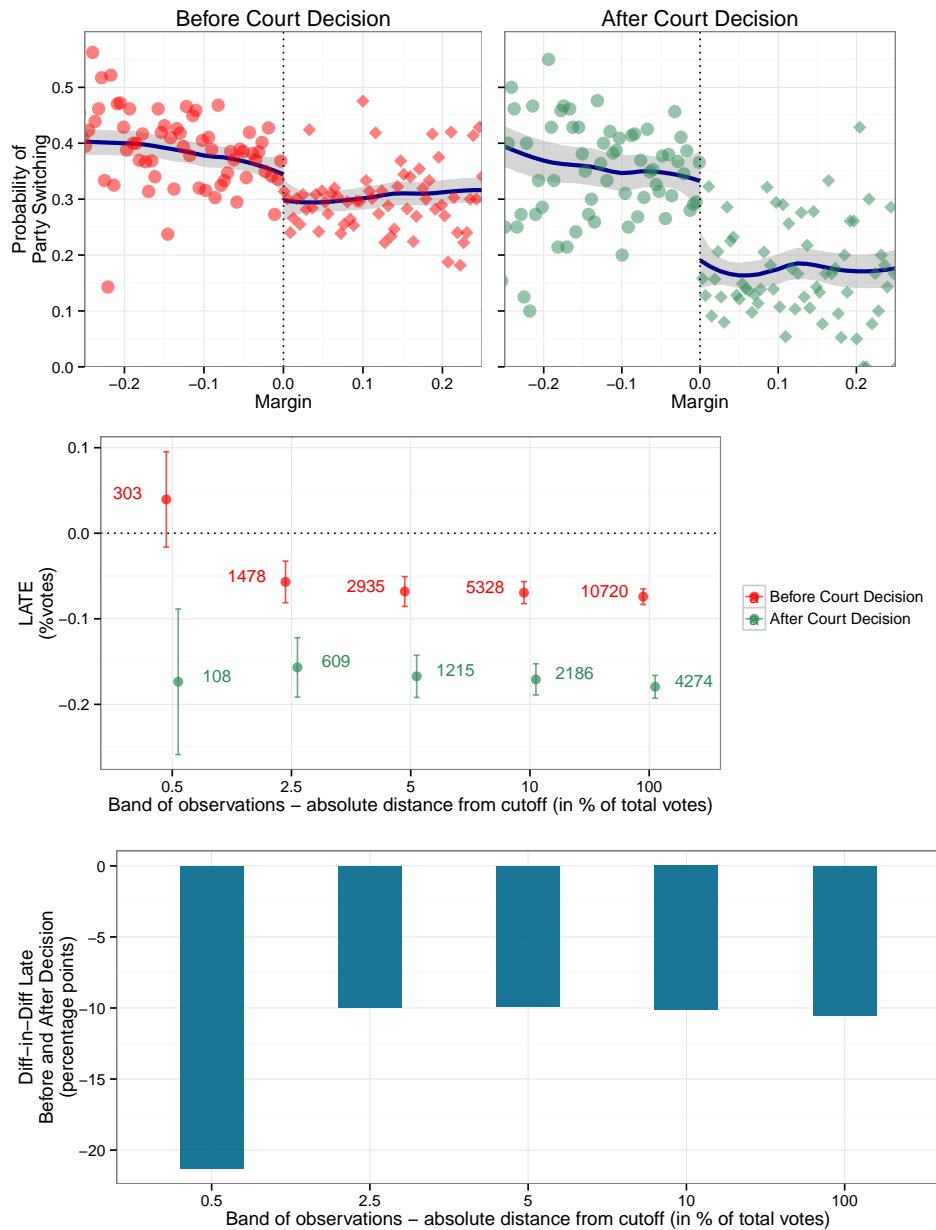 Before Court Decision
After Court Decision
Probability of
Party Switching
0.5
0.4
0.3
0.2
0.1
0.0
−0.2 −0.1 0.0 0.1 0.2
−0.2 −0.1 0.0 0.1 0.2
Margin
Margin
LATE
(%votes)
0.1
0.0
−0.1
−0.2
303
1478
2935
5328
10720
108
609
1215
2186
4274
0.5 2.5 5 10 100
Band of observations − absolute distance from cutoff (in % of total votes)
Before Court Decision
After Court Decision
Diff−in−Diff Late
Before and After Decision
(percentage points)
0
−5
−10
−15
−20
0.5 2.5 5 10 100
Band of observations − absolute distance from cutoff (in % of total votes)